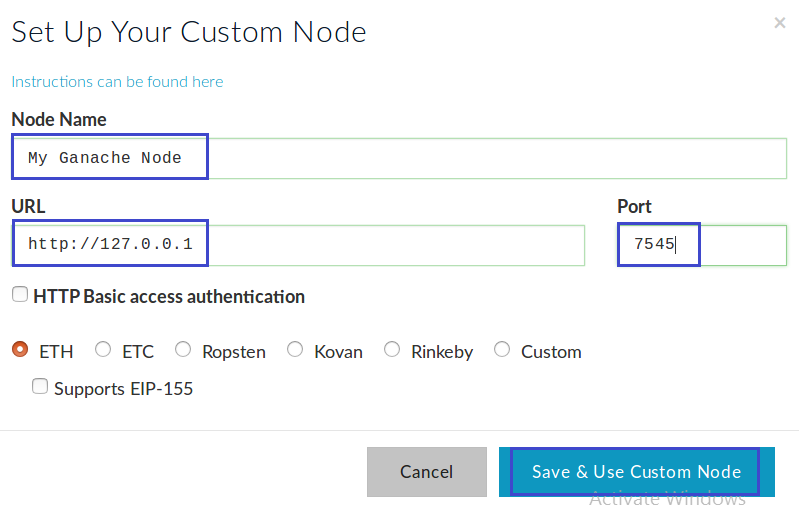 Set Up Your Custom Node ×
Instructions can be found here
Node Name
My Ganache Node
URL Port
http://127.0.0.1 7545
HTTP Basic access authentication
ETH ETC Ropsten Kovan Rinkeby Custom
Supports EIP-155
Cancel Save & Use Custom Node
Activate Windows